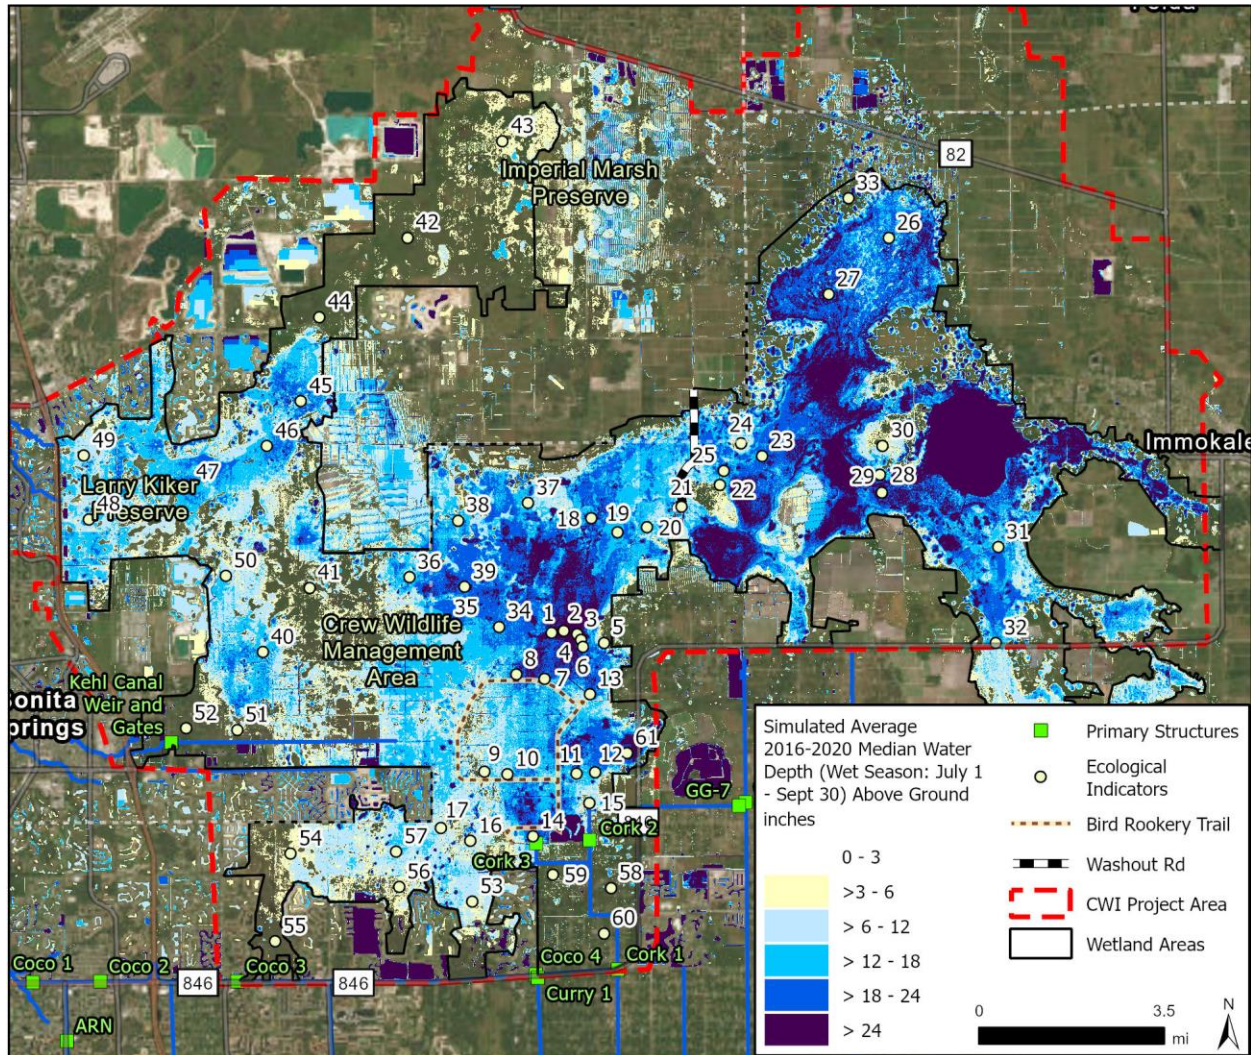 82
43
Imperial Marsh
Preserve
33
42
26
27
44
45
24
23
30
Immokale
49
46
25
47
29
28
Larry Kiker
Preserve
48
22
37
21
38
18
19
20
31
50
36
41
39
35
34
1
2
3
5
Crew Wildlife
Management
Area
4
6
32
40
8
7
13
Kehl Canal
Weir and
Gates
onita
prings
52
51
61
9
10
11
12
15
GG-7
17
16
14
Cork 2
54
57
Cork 3
56
59
58
53
55
60
Coco 1
Coco 2
846
Coco 3
846
Coco 4
Cork 1
Curry 1
ARN
Simulated Average
2016-2020 Median Water
Depth (Wet Season: July 1
- Sept 30) Above Ground
inches
0 - 3
>3 - 6
> 6 - 12
> 12 - 18
> 18 - 24
> 24
Primary Structures
Ecological
Indicators
Bird Rookery Trail
Washout Rd
CWI Project Area
Wetland Areas
0
3.5
mi
N